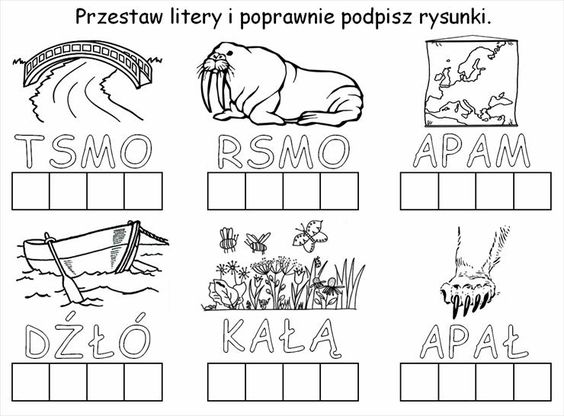 Przestaw litery i poprawnie podpisz rysunki.
TSMO RSMO APAM
DŹŁÓ KAŁĄ APAŁ